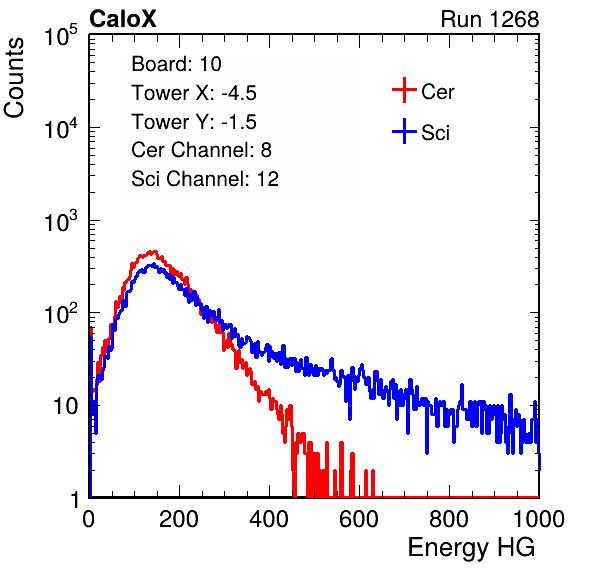 CaloX Run 1268
Counts
10^5
10^4
10^3
10^2
10
1
Board: 10
Tower X: -4.5
Tower Y: -1.5
Cer Channel: 8
Sci Channel: 12
Cer
Sci
0 200 400 600 800 1000
Energy HG